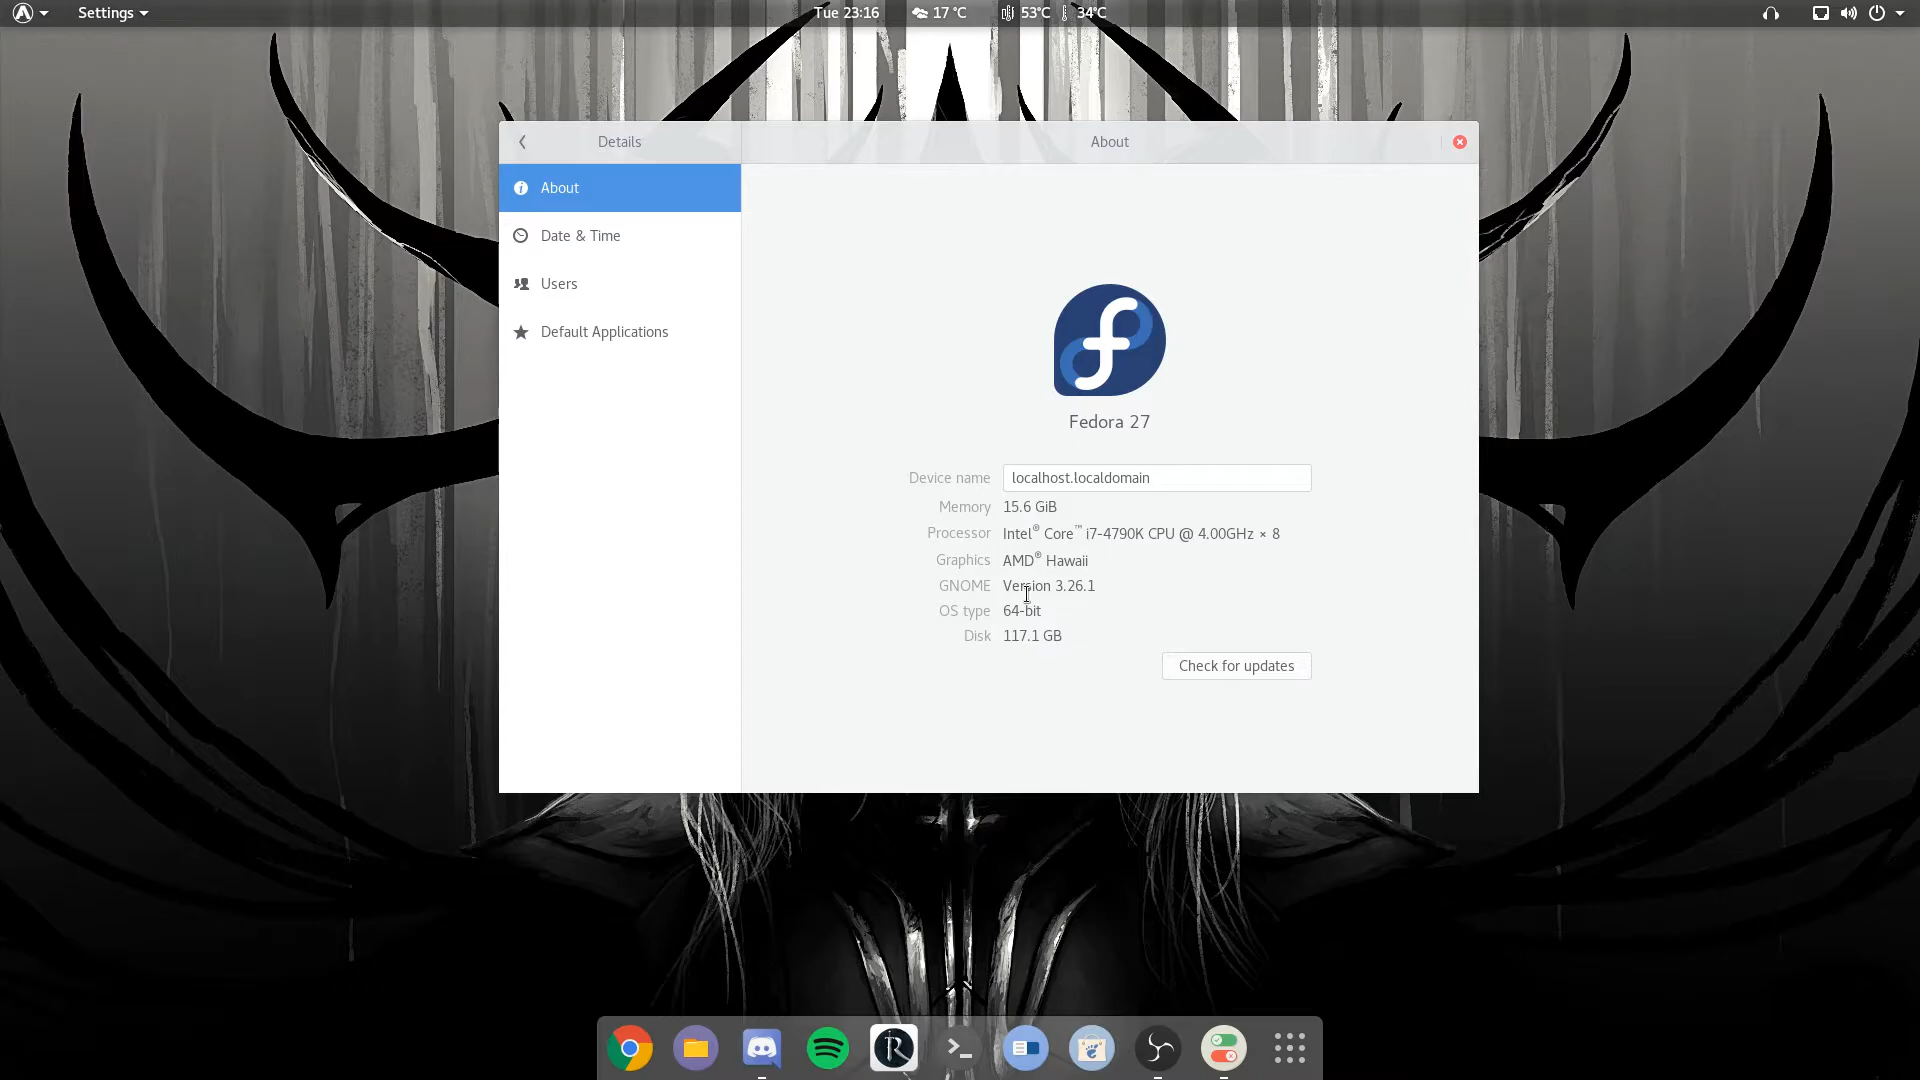 Settings
Tue 23:16
17 °C
53°C
34°C
Details
About
About
Date & Time
Users
Default Applications
Fedora 27
Device name localhost.localdomain
Memory 15.6 GiB
Processor Intel® Core™ i7-4790K CPU @ 4.00GHz × 8
Graphics AMD® Hawaii
GNOME Version 3.26.1
OS type 64-bit
Disk 117.1 GB
Check for updates